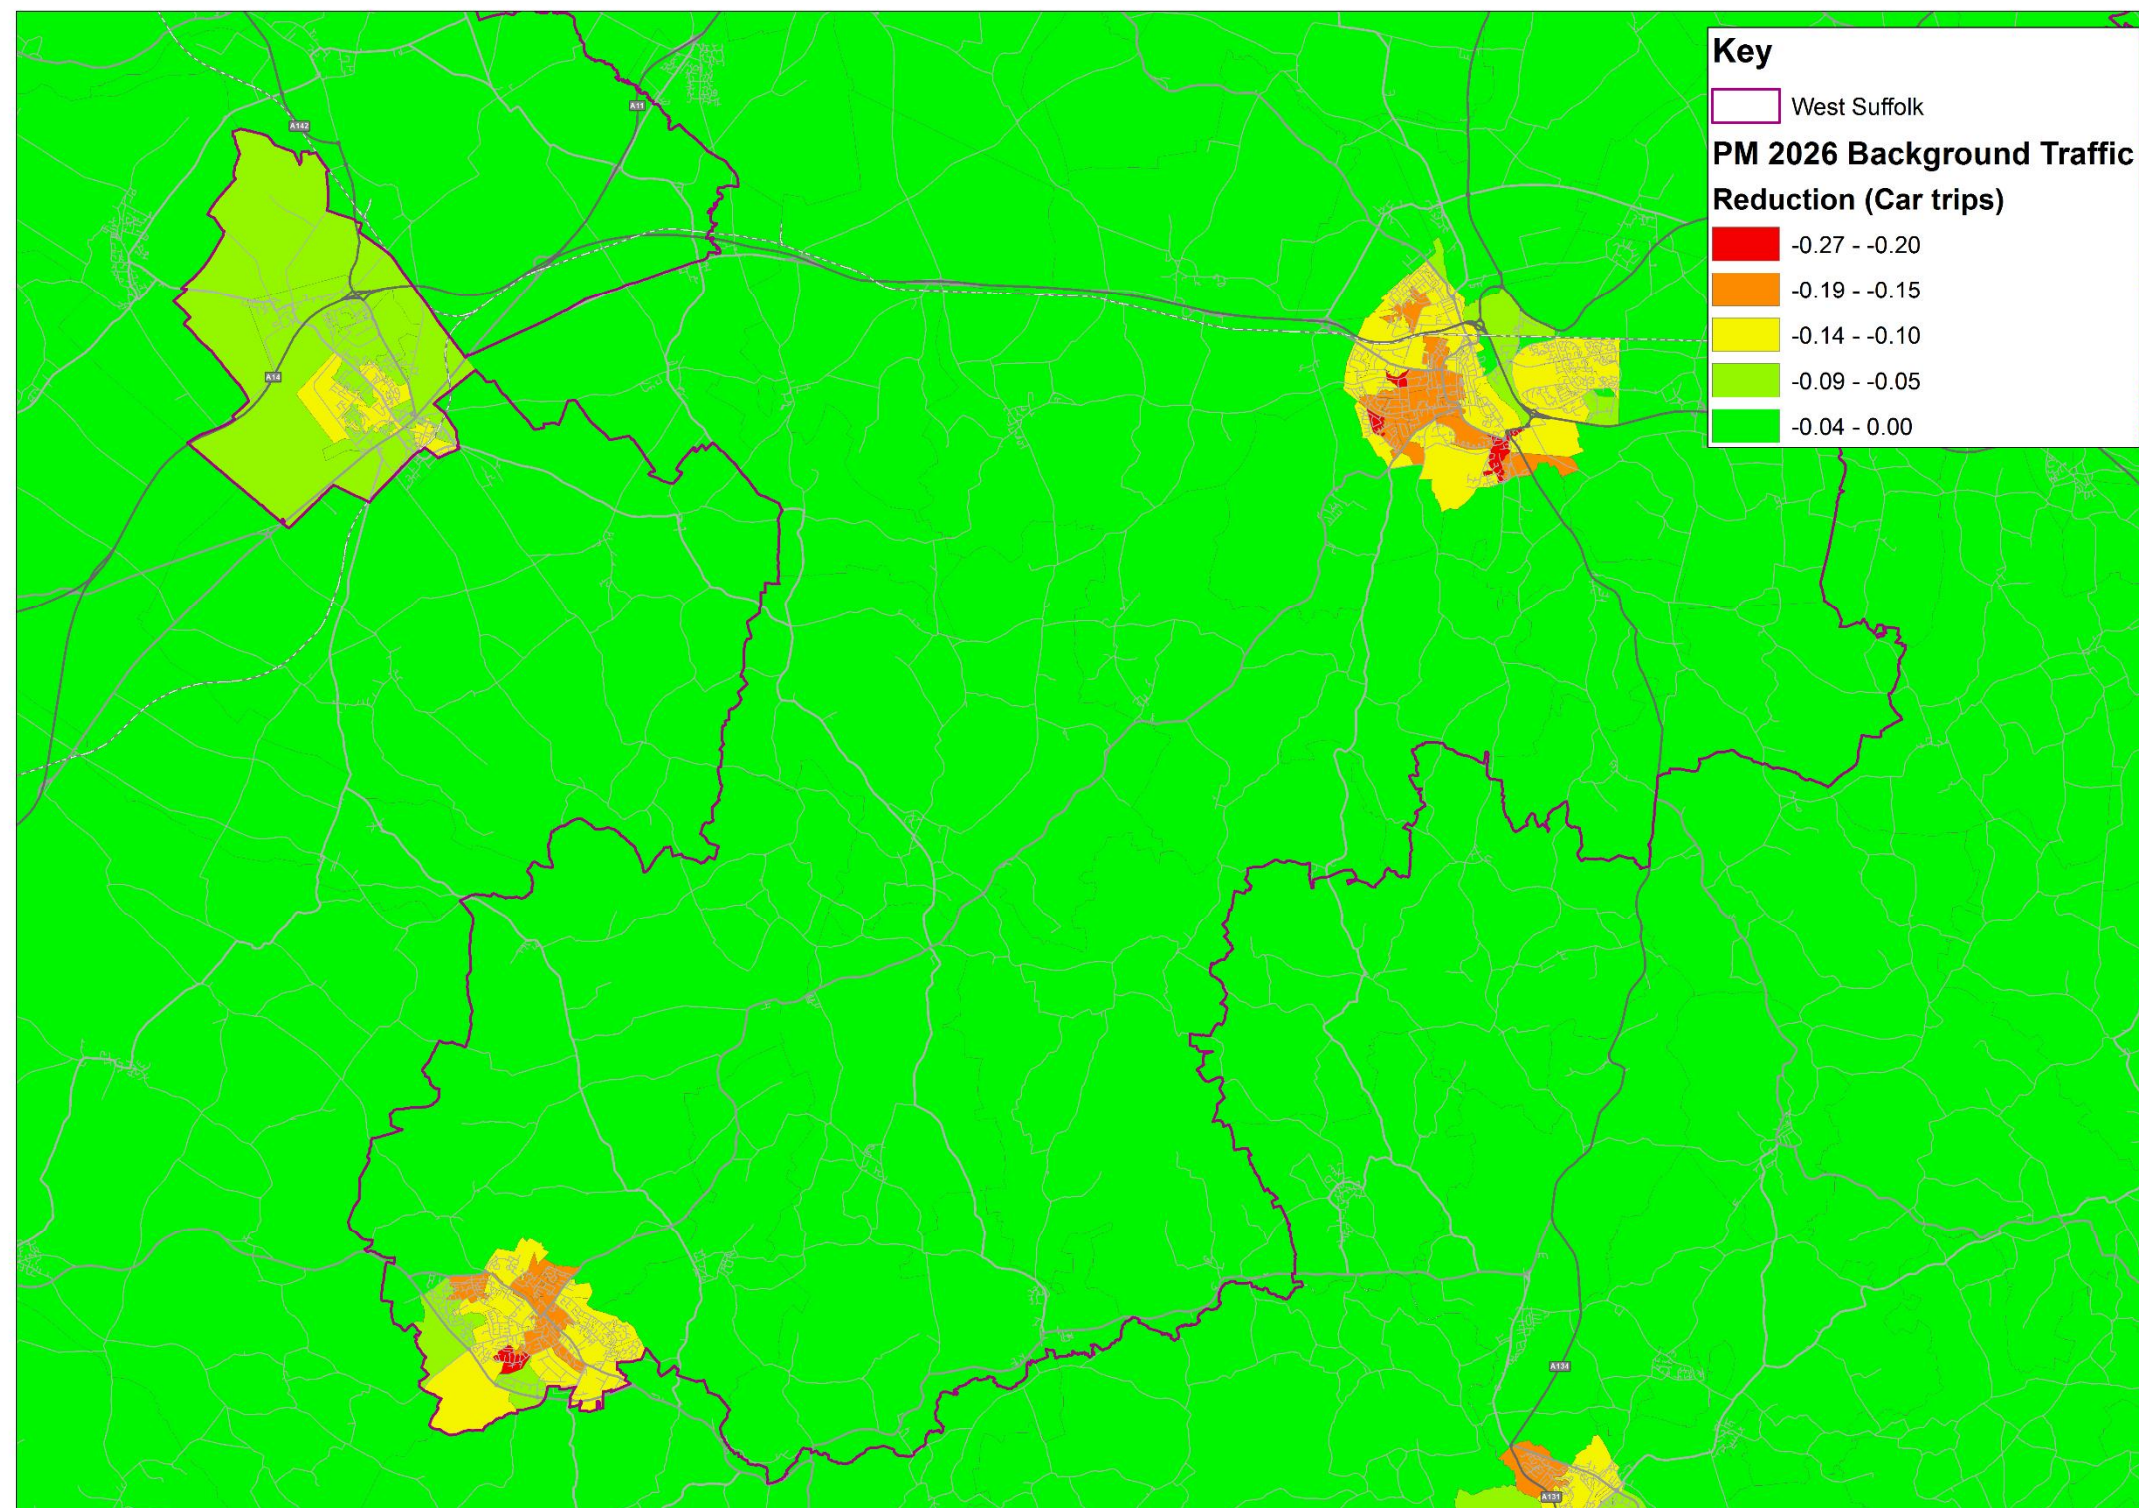 Key
West Suffolk
PM 2026 Background Traffic
Reduction (Car trips)
-0.27 - -0.20
-0.19 - -0.15
-0.14 - -0.10
-0.09 - -0.05
-0.04 - 0.00
A11
A142
A14
A134
A131